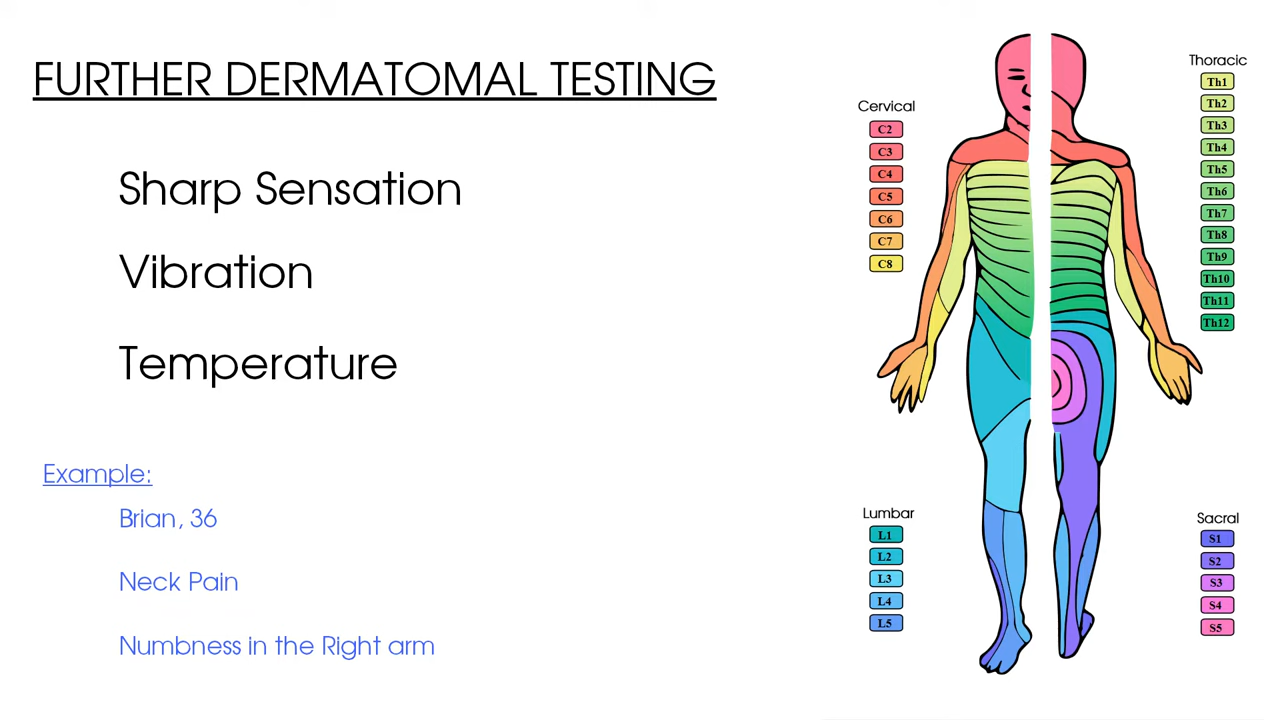 FURTHER DERMATOMAL TESTING
Sharp Sensation
Vibration
Temperature
Example:
Brian, 36
Neck Pain
Numbness in the Right arm
Cervical
C2
C3
C4
C5
C6
C7
C8
Thoracic
Th1
Th2
Th3
Th4
Th5
Th6
Th7
Th8
Th9
Th10
Th11
Th12
Lumbar
L1
L2
L3
L4
L5
Sacral
S1
S2
S3
S4
S5